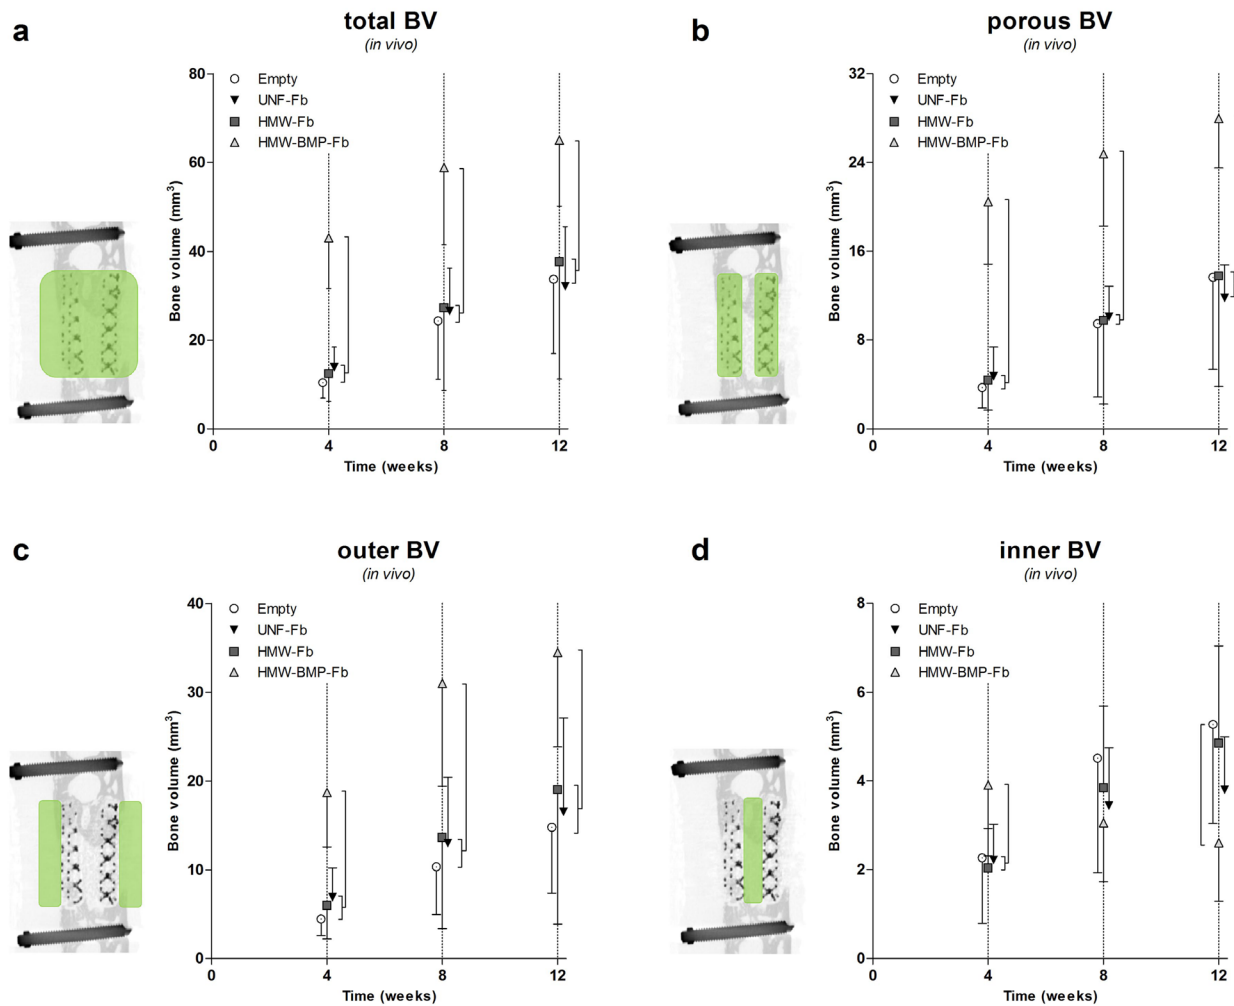 a
total BV
(in vivo)
Empty
UNF-Fb
HMW-Fb
HMW-BMP-Fb
Bone volume (mm³)
80
60
40
20
0
0 4 8 12
Time (weeks)
b
porous BV
(in vivo)
Empty
UNF-Fb
HMW-Fb
HMW-BMP-Fb
Bone volume (mm³)
32
24
16
8
0
0 4 8 12
Time (weeks)
c
outer BV
(in vivo)
Empty
UNF-Fb
HMW-Fb
HMW-BMP-Fb
Bone volume (mm³)
40
30
20
10
0
0 4 8 12
Time (weeks)
d
inner BV
(in vivo)
Empty
UNF-Fb
HMW-Fb
HMW-BMP-Fb
Bone volume (mm³)
8
6
4
2
0
0 4 8 12
Time (weeks)